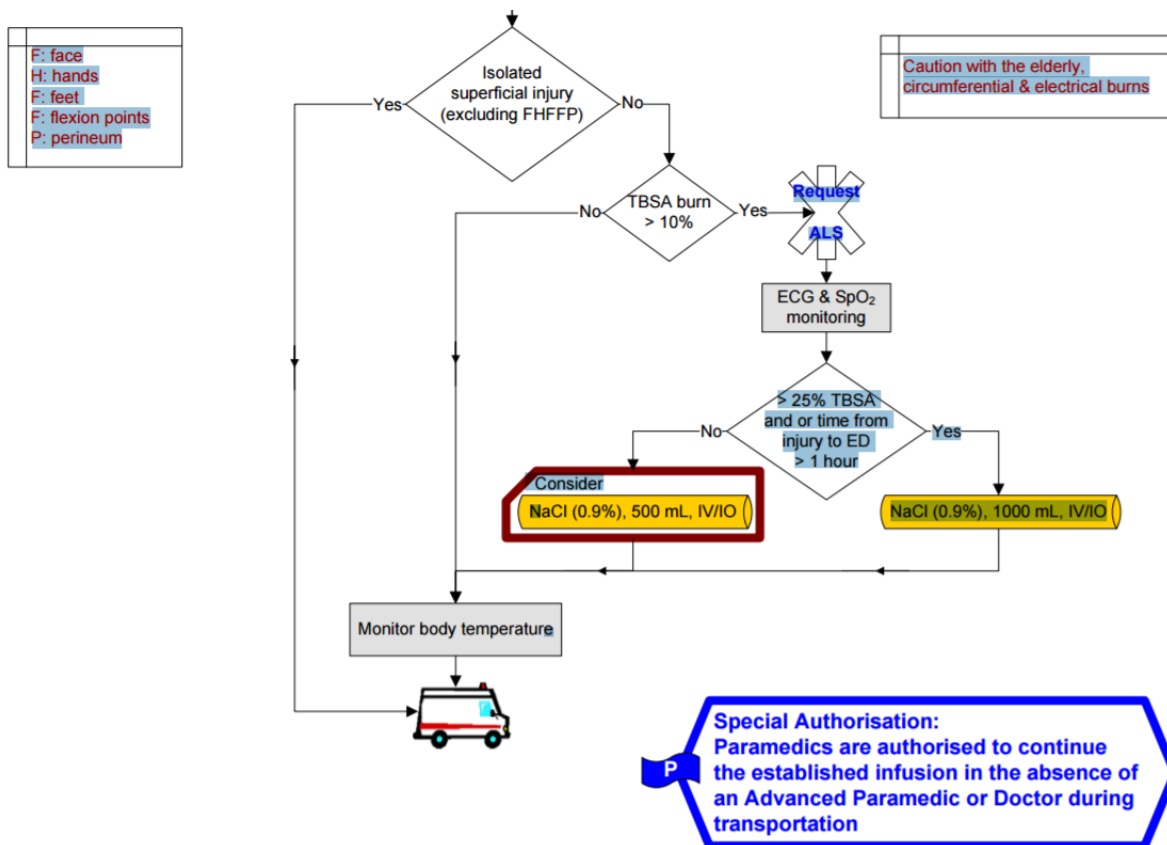 F: face
H: hands
F: feet
F: flexion points
P: perineum
Isolated
superficial injury
(excluding FHFFP)
Caution with the elderly,
circumferential & electrical burns
Yes
No
TBSA burn
> 10%
No
Yes
Request
ALS
ECG & SpO₂
monitoring
> 25% TBSA
and or time from
injury to ED
> 1 hour
No
Yes
Consider
NaCl (0.9%), 500 mL, IV/IO
NaCl (0.9%), 1000 mL, IV/IO
Monitor body temperature
Special Authorisation:
P
Paramedics are authorised to continue
the established infusion in the absence of
an Advanced Paramedic or Doctor during
transportation